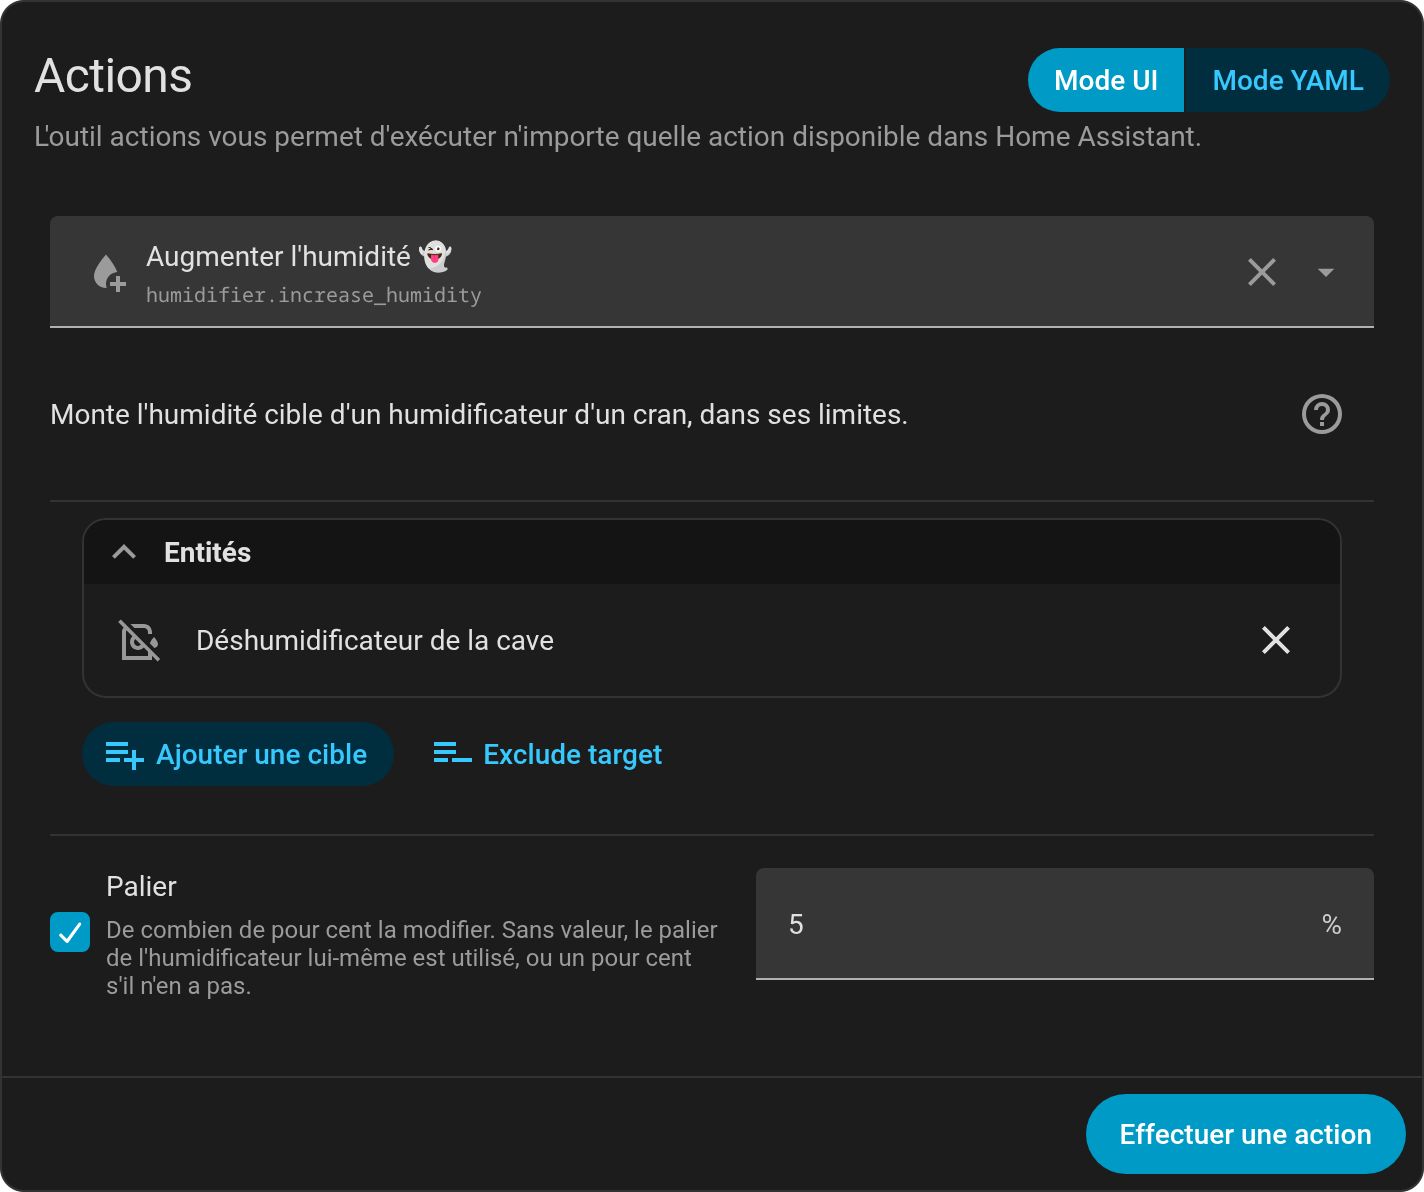 Actions
Mode UI
Mode YAML
L'outil actions vous permet d'exécuter n'importe quelle action disponible dans Home Assistant.
Augmenter l'humidité 👻
humidifier.increase_humidity
Monte l'humidité cible d'un humidificateur d'un cran, dans ses limites.
Entités
Déshumidificateur de la cave
Ajouter une cible
Exclude target
Palier
De combien de pour cent la modifier. Sans valeur, le palier
de l'humidificateur lui-même est utilisé, ou un pour cent
s'il n'en a pas.
5
%
Effectuer une action